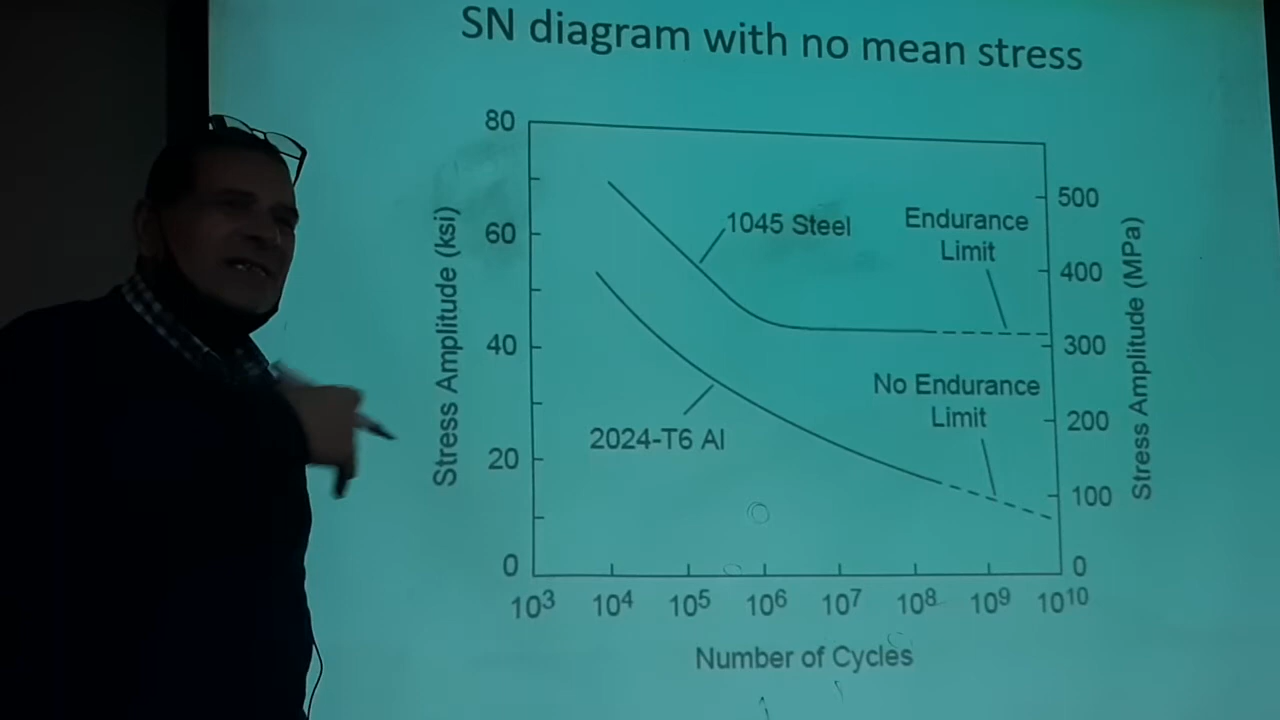 SN diagram with no mean stress
80
60
40
20
0
Stress Amplitude (ksi)
1045 Steel
Endurance
Limit
2024-T6 Al
No Endurance
Limit
500
400
300
200
100
0
Stress Amplitude (MPa)
10³ 10⁴ 10⁵ 10⁶ 10⁷ 10⁸ 10⁹ 10¹⁰
Number of Cycles